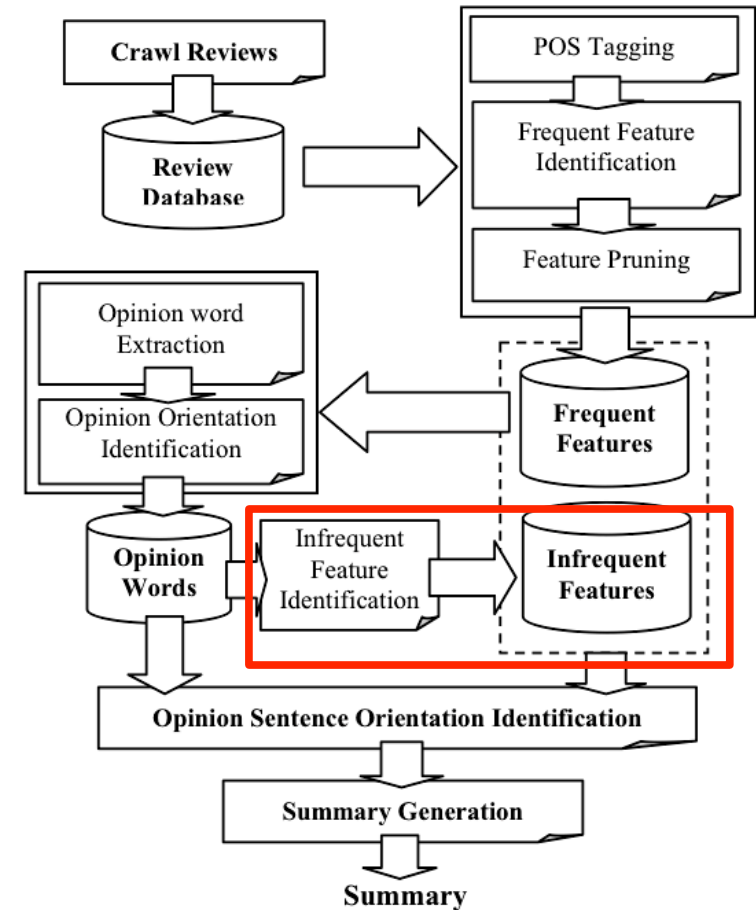 Crawl Reviews
Review
Database
POS Tagging
Frequent Feature
Identification
Feature Pruning
Opinion word
Extraction
Opinion Orientation
Identification
Frequent
Features
Opinion
Words
Infrequent
Feature
Identification
Infrequent
Features
Opinion Sentence Orientation Identification
Summary Generation
Summary